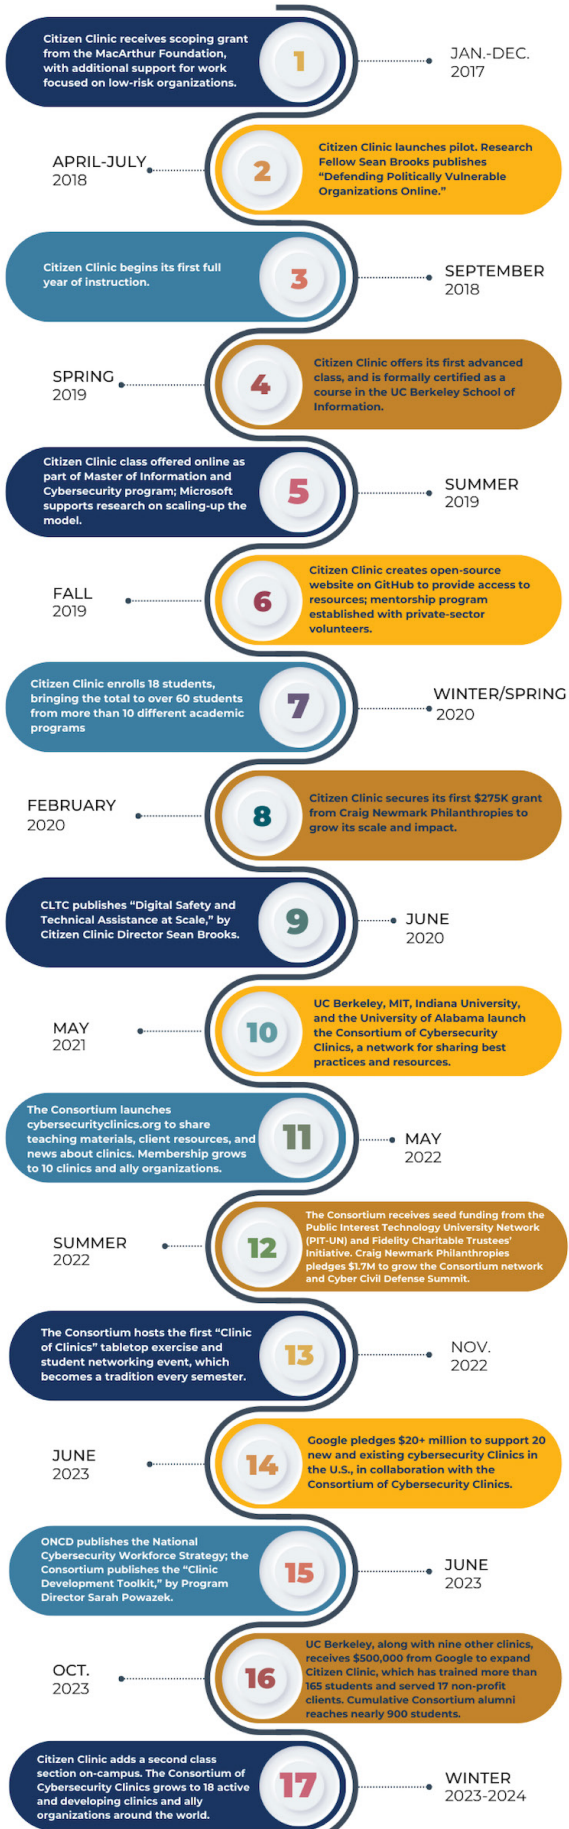 Citizen Clinic receives scoping grant
from the MacArthur Foundation,
with additional support for work
focused on low-risk organizations.
1
JAN.-DEC.
2017
APRIL-JULY
2018
2
Citizen Clinic launches pilot. Research
Fellow Sean Brooks publishes
“Defending Politically Vulnerable
Organizations Online.”
Citizen Clinic begins its first full
year of instruction.
3
SEPTEMBER
2018
SPRING
2019
4
Citizen Clinic offers its first advanced
class, and is formally certified as a
course in the UC Berkeley School of
Information.
Citizen Clinic class offered online as
part of Master of Information and
Cybersecurity program; Microsoft
supports research on scaling-up the
model.
5
SUMMER
2019
FALL
2019
6
Citizen Clinic creates open-source
website on GitHub to provide access to
resources; mentorship program
established with private-sector
volunteers.
Citizen Clinic enrolls 18 students,
bringing the total to over 60 students
from more than 10 different academic
programs
7
WINTER/SPRING
2020
FEBRUARY
2020
8
Citizen Clinic secures its first $275K grant
from Craig Newmark Philanthropies to
grow its scale and impact.
CLTC publishes “Digital Safety and
Technical Assistance at Scale,” by
Citizen Clinic Director Sean Brooks.
9
JUNE
2020
MAY
2021
10
UC Berkeley, MIT, Indiana University,
and the University of Alabama launch
the Consortium of Cybersecurity
Clinics, a network for sharing best
practices and resources.
The Consortium launches
cybersecurityclinics.org to share
teaching materials, client resources, and
news about clinics. Membership grows
to 10 clinics and ally organizations.
11
MAY
2022
SUMMER
2022
12
The Consortium receives seed funding from the
Public Interest Technology University Network
(PIT-UN) and Fidelity Charitable Trustees’
Initiative. Craig Newmark Philanthropies
pledges $1.7M to grow the Consortium network
and Cyber Civil Defense Summit.
The Consortium hosts the first “Clinic
of Clinics” tabletop exercise and
student networking event, which
becomes a tradition every semester.
13
NOV.
2022
JUNE
2023
14
Google pledges $20+ million to support 20
new and existing cybersecurity Clinics in
the U.S., in collaboration with the
Consortium of Cybersecurity Clinics.
ONCD publishes the National
Cybersecurity Workforce Strategy; the
Consortium publishes the “Clinic
Development Toolkit,” by Program
Director Sarah Powazek.
15
JUNE
2023
OCT.
2023
16
UC Berkeley, along with nine other clinics,
receives $500,000 from Google to expand
Citizen Clinic, which has trained more than
165 students and served 17 non-profit
clients. Cumulative Consortium alumni
reaches nearly 900 students.
Citizen Clinic adds a second class
section on-campus. The Consortium of
Cybersecurity Clinics grows to 18 active
and developing clinics and ally
organizations around the world.
17
WINTER
2023-2024